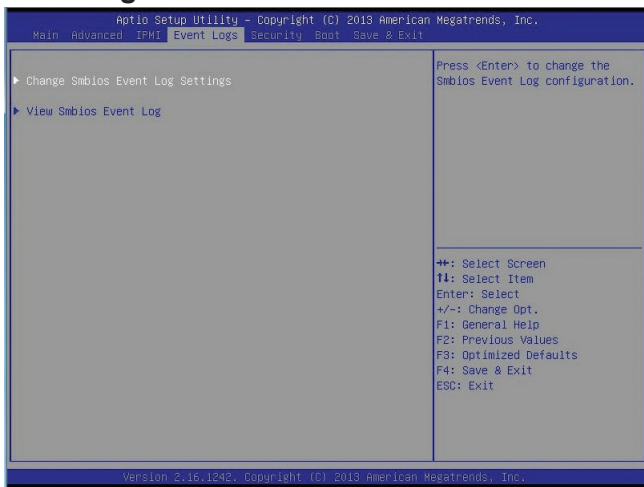 Aptio Setup Utility – Copyright (C) 2013 American Megatrends, Inc.
Main Advanced IPMI Event Logs Security Boot Save & Exit
▶ Change Smbios Event Log Settings
▶ View Smbios Event Log
Press <Enter> to change the
Smbios Event Log configuration.
→←: Select Screen
↑↓: Select Item
Enter: Select
+/-: Change Opt.
F1: General Help
F2: Previous Values
F3: Optimized Defaults
F4: Save & Exit
ESC: Exit
Version 2.16.1242. Copyright (C) 2013 American Megatrends, Inc.